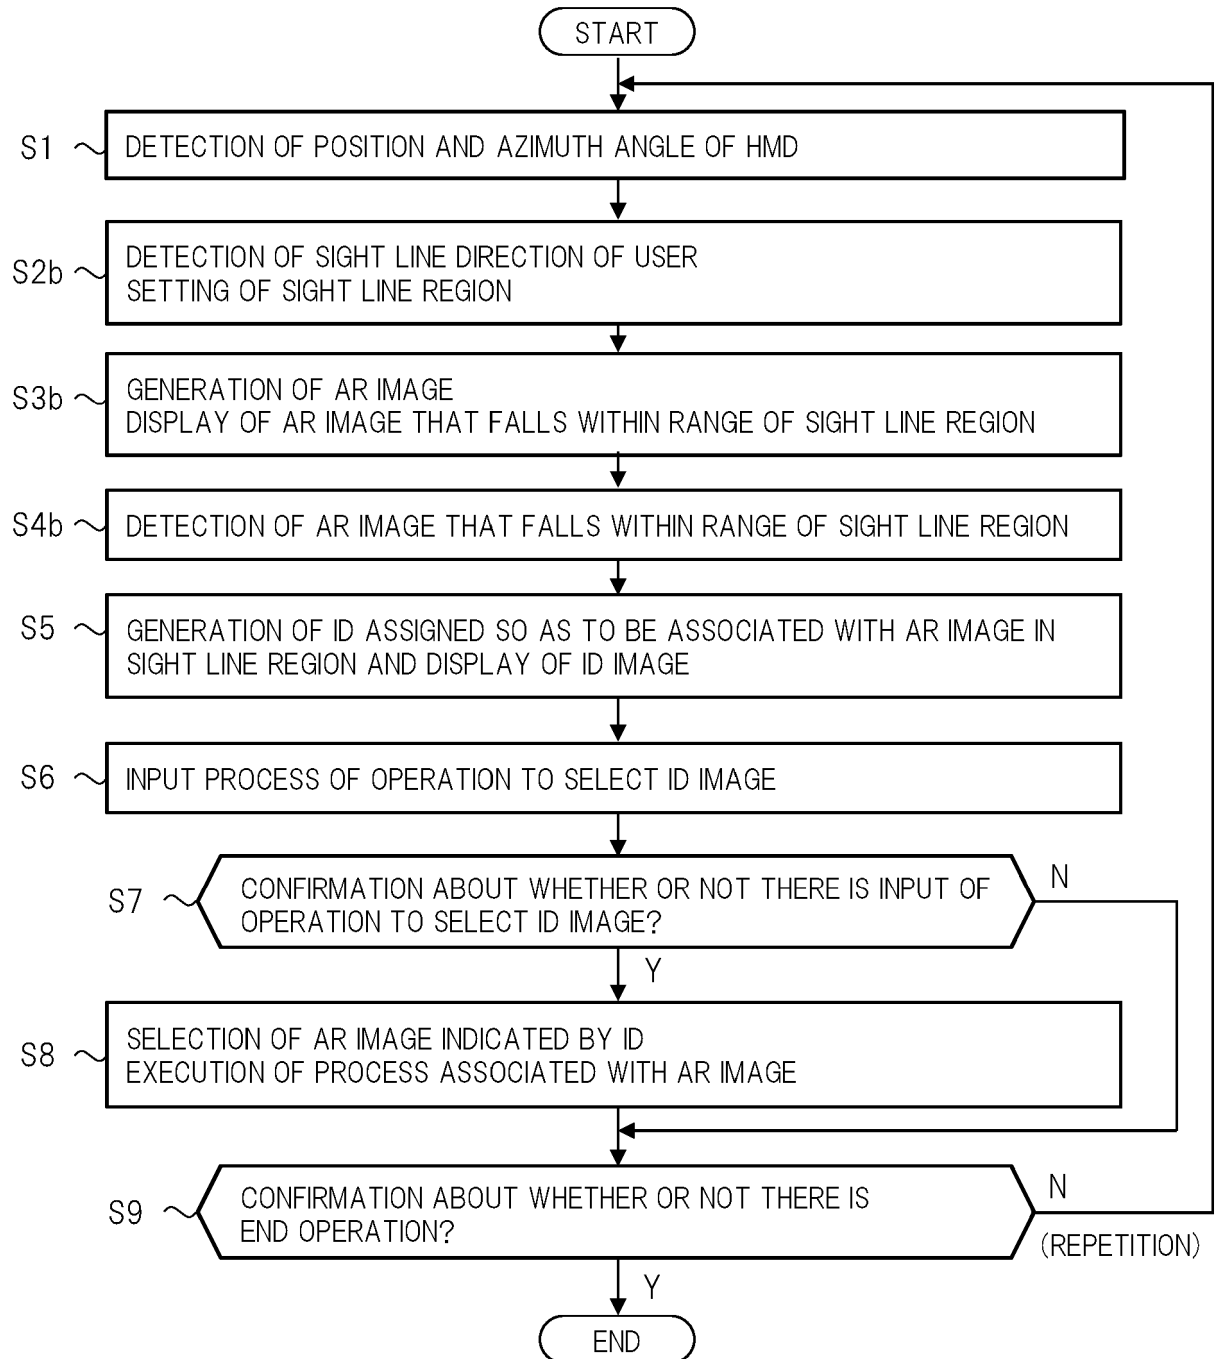 START
S1
DETECTION OF POSITION AND AZIMUTH ANGLE OF HMD
S2b
DETECTION OF SIGHT LINE DIRECTION OF USER
SETTING OF SIGHT LINE REGION
S3b
GENERATION OF AR IMAGE
DISPLAY OF AR IMAGE THAT FALLS WITHIN RANGE OF SIGHT LINE REGION
S4b
DETECTION OF AR IMAGE THAT FALLS WITHIN RANGE OF SIGHT LINE REGION
S5
GENERATION OF ID ASSIGNED SO AS TO BE ASSOCIATED WITH AR IMAGE IN
SIGHT LINE REGION AND DISPLAY OF ID IMAGE
S6
INPUT PROCESS OF OPERATION TO SELECT ID IMAGE
S7
CONFIRMATION ABOUT WHETHER OR NOT THERE IS INPUT OF
OPERATION TO SELECT ID IMAGE?
N
Y
S8
SELECTION OF AR IMAGE INDICATED BY ID
EXECUTION OF PROCESS ASSOCIATED WITH AR IMAGE
S9
CONFIRMATION ABOUT WHETHER OR NOT THERE IS
END OPERATION?
N
(REPETITION)
Y
END